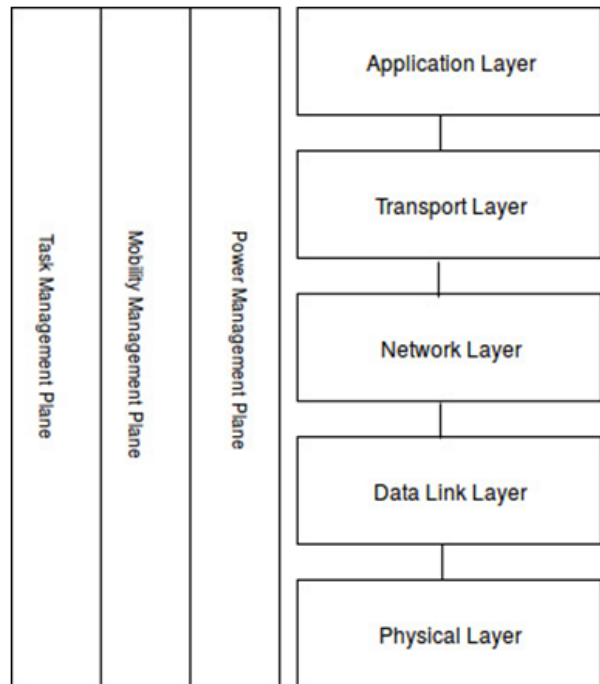 Task Management Plane
Mobility Management Plane
Power Management Plane
Application Layer
Transport Layer
Network Layer
Data Link Layer
Physical Layer